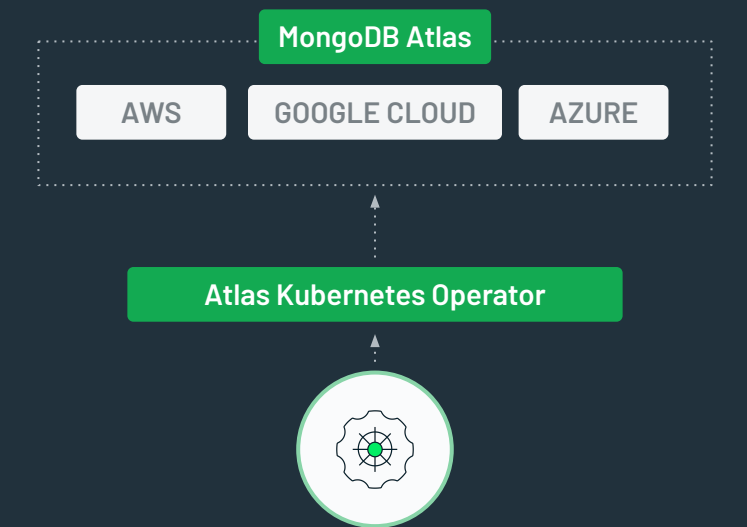 MongoDB Atlas
AWS
GOOGLE CLOUD
AZURE
Atlas Kubernetes Operator